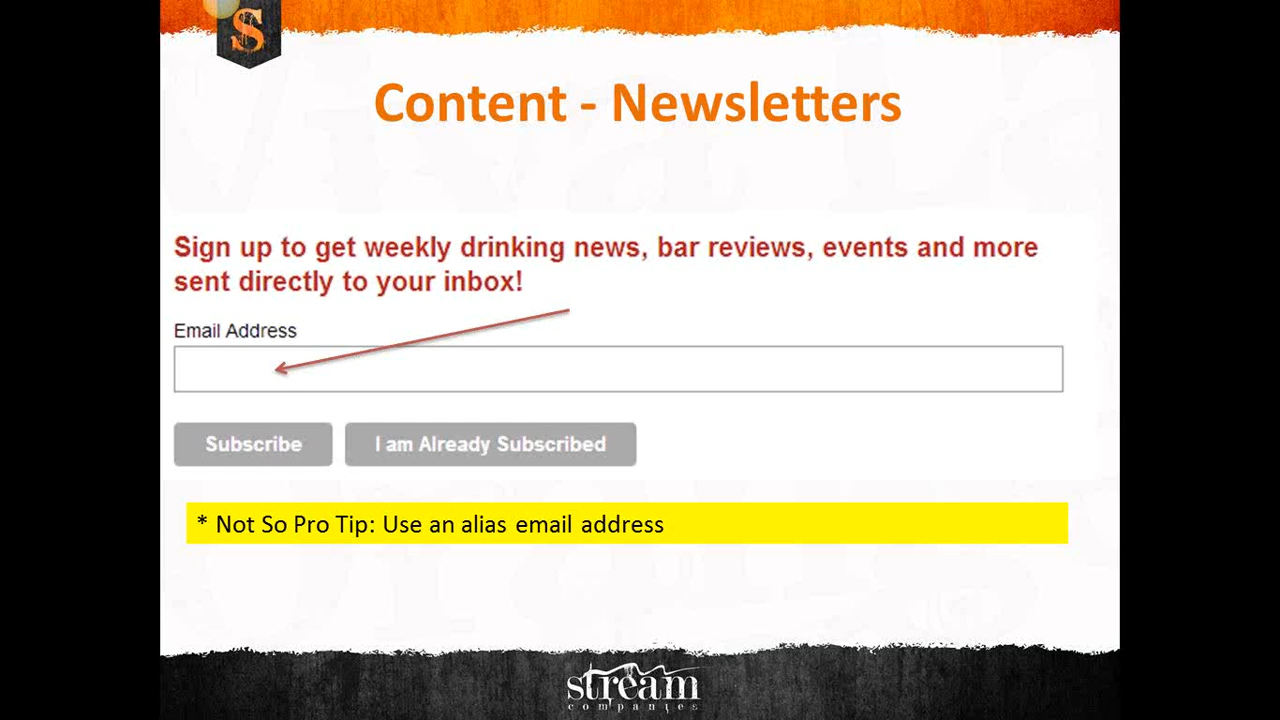 S
Content - Newsletters
Sign up to get weekly drinking news, bar reviews, events and more
sent directly to your inbox!
Email Address
Subscribe
I am Already Subscribed
* Not So Pro Tip: Use an alias email address
stream
companies